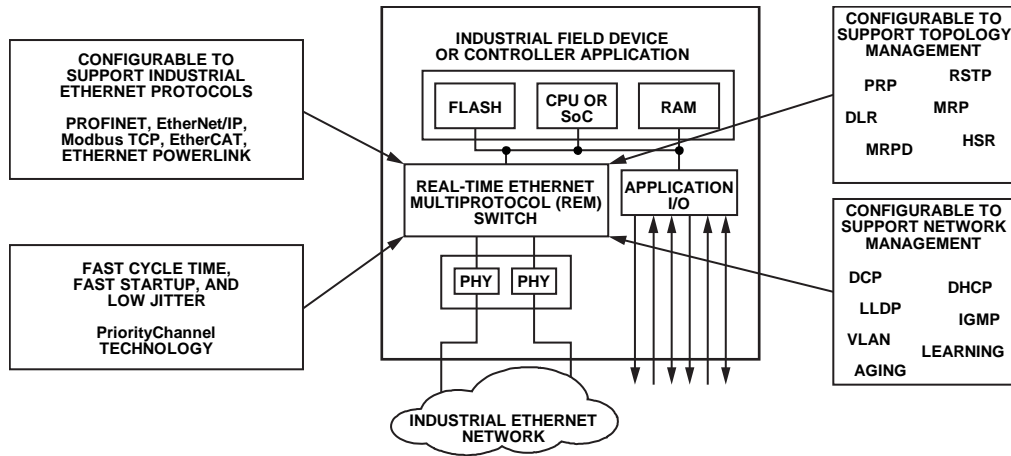 CONFIGURABLE TO
SUPPORT INDUSTRIAL
ETHERNET PROTOCOLS
PROFINET, EtherNet/IP,
Modbus TCP, EtherCAT,
ETHERNET POWERLINK
FAST CYCLE TIME,
FAST STARTUP, AND
LOW JITTER
PriorityChannel
TECHNOLOGY
INDUSTRIAL FIELD DEVICE
OR CONTROLLER APPLICATION
FLASH
CPU OR
SoC
RAM
REAL-TIME ETHERNET
MULTIPROTOCOL (REM)
SWITCH
APPLICATION
I/O
PHY
PHY
INDUSTRIAL ETHERNET
NETWORK
CONFIGURABLE TO
SUPPORT TOPOLOGY
MANAGEMENT
PRP
RSTP
DLR
MRP
MRPD
HSR
CONFIGURABLE TO
SUPPORT NETWORK
MANAGEMENT
DCP
DHCP
LLDP
IGMP
VLAN
LEARNING
AGING